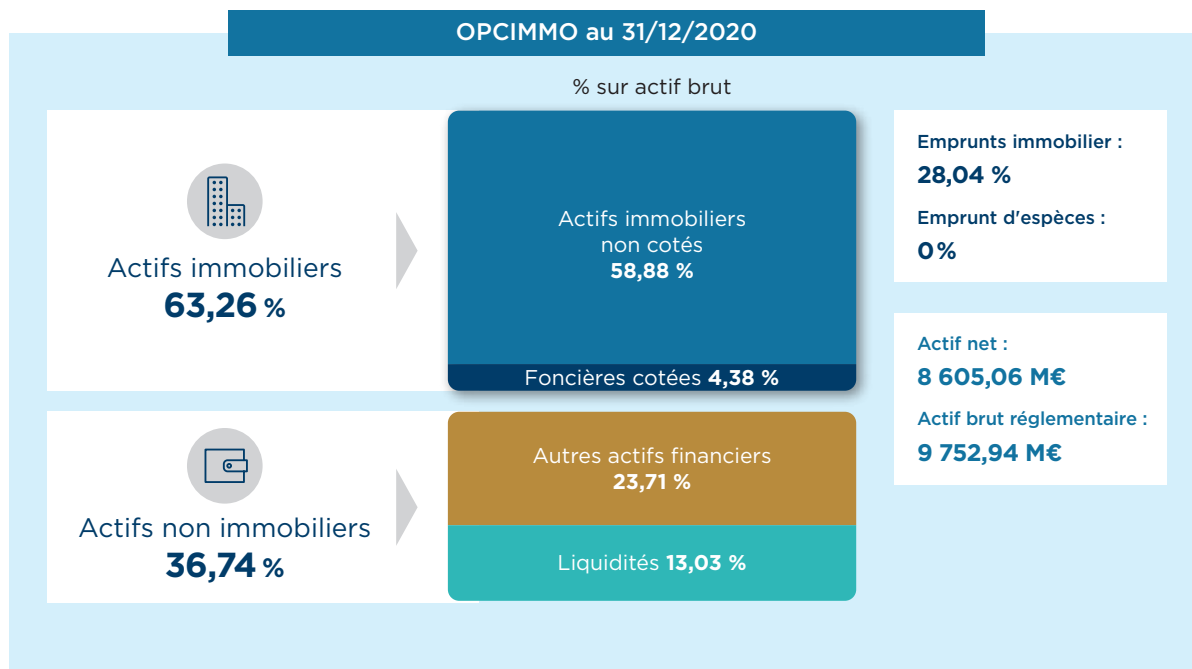 OPCIMMO au 31/12/2020
% sur actif brut
Actifs immobiliers
63,26 %
Actifs immobiliers
non cotés
58,88 %
Foncières cotées 4,38 %
Actifs non immobiliers
36,74 %
Autres actifs financiers
23,71 %
Liquidités 13,03 %
Emprunts immobilier :
28,04 %
Emprunt d'espèces :
0%
Actif net :
8 605,06 M€
Actif brut réglementaire :
9 752,94 M€